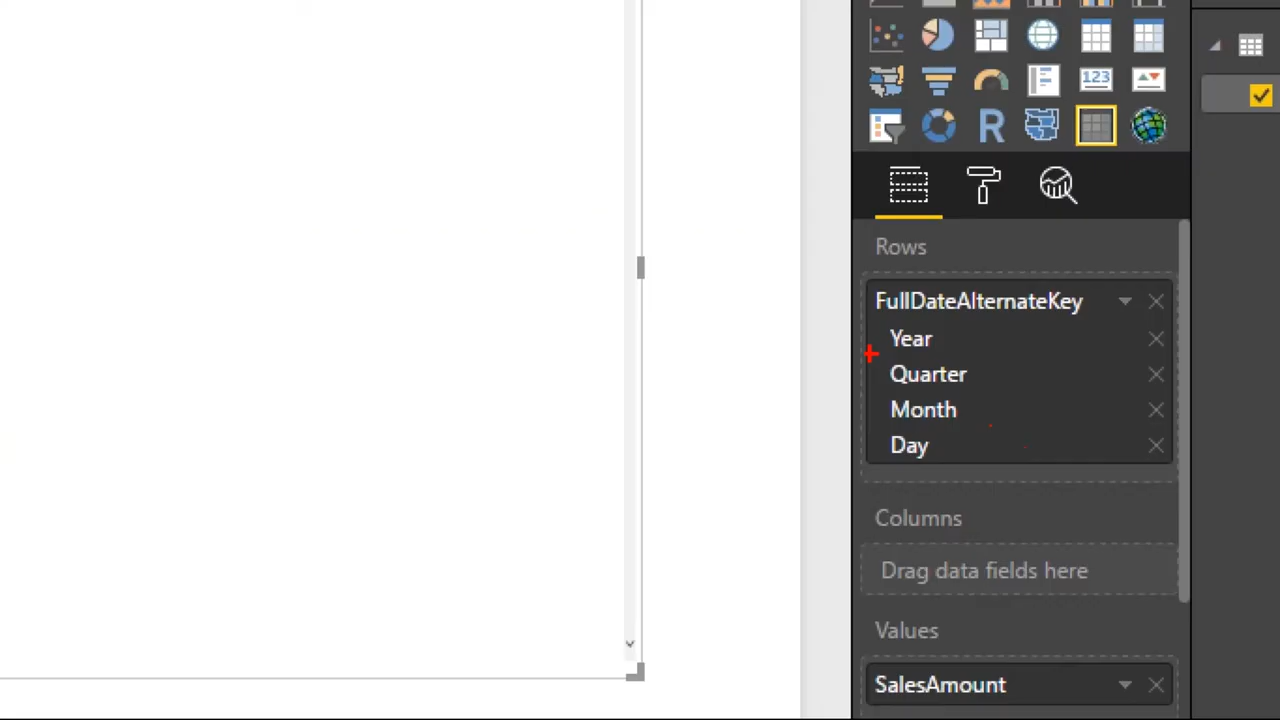 123
R
Rows
FullDateAlternateKey
Year
Quarter
Month
Day
Columns
Drag data fields here
Values
SalesAmount